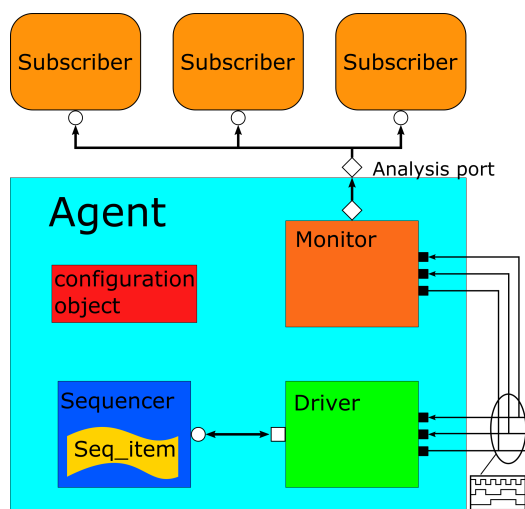 Subscriber
Subscriber
Subscriber
Analysis port
Agent
Monitor
configuration
object
Sequencer
Seq_item
Driver